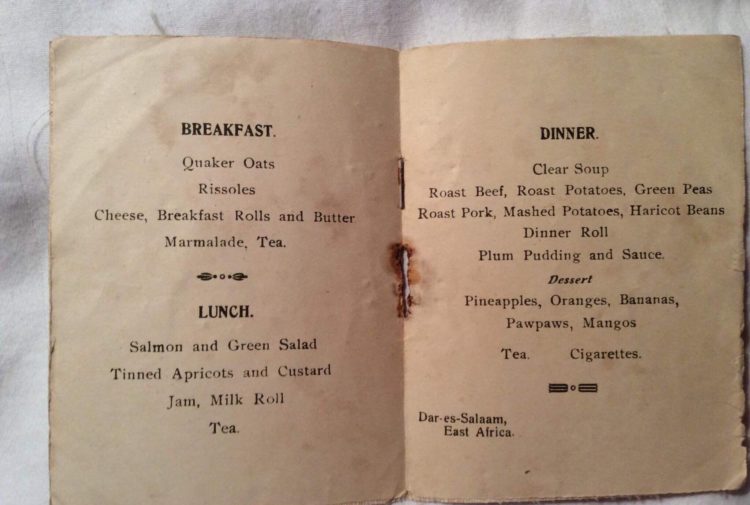 BREAKFAST.
Quaker Oats
Rissoles
Cheese, Breakfast Rolls and Butter
Marmalade, Tea.
LUNCH.
Salmon and Green Salad
Tinned Apricots and Custard
Jam, Milk Roll
Tea.
DINNER.
Clear Soup
Roast Beef, Roast Potatoes, Green Peas
Roast Pork, Mashed Potatoes, Haricot Beans
Dinner Roll
Plum Pudding and Sauce.
Dessert
Pineapples, Oranges, Bananas,
Pawpaws, Mangos
Tea. Cigarettes.
Dar-es-Salaam,
East Africa.